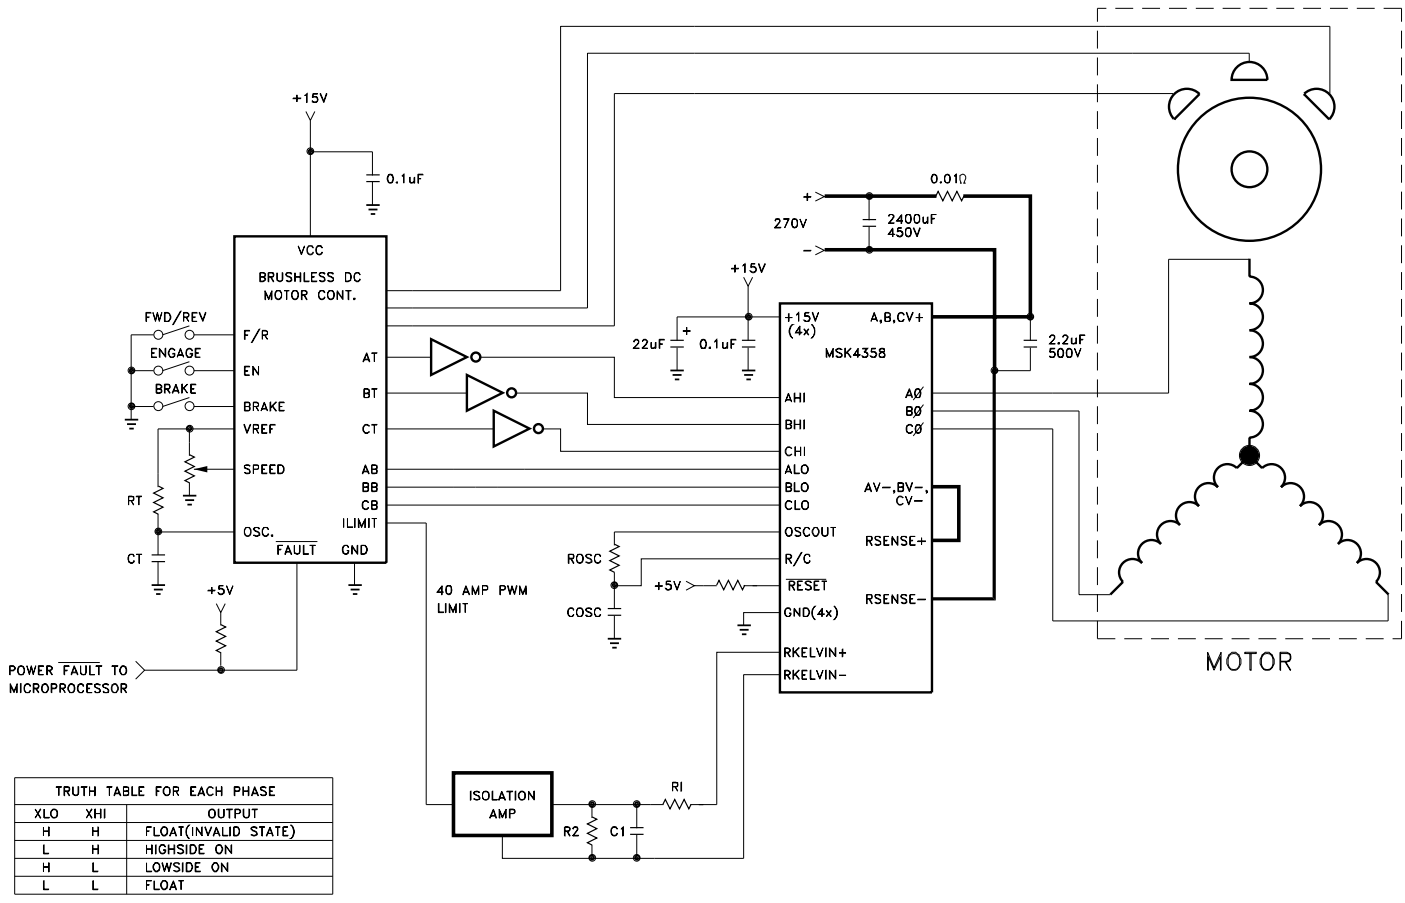 +15V
0.1uF
VCC
BRUSHLESS DC
MOTOR CONT.
FWD/REV
F/R
ENGAGE
EN
BRAKE
BRAKE
VREF
SPEED
RT
OSC.
CT
FAULT
GND
AT
BT
CT
AB
BB
CB
ILIMIT
+5V
POWER FAULT TO
MICROPROCESSOR
40 AMP PWM
LIMIT
+
270V
-
0.01Ω
2400uF
450V
+15V
22uF
+
0.1uF
+15V
(4x)
A,B,CV+
MSK4358
2.2uF
500V
AHI
BHI
CHI
ALO
BLO
CLO
OSCOUT
R/C
RESET
GND(4x)
RKELVIN+
RKELVIN-
AØ
BØ
CØ
AV-,BV-,
CV-
RSENSE+
RSENSE-
ROSC
COSC
+5V
MOTOR
ISOLATION
AMP
R1
R2
C1
TRUTH TABLE FOR EACH PHASE
XLO XHI OUTPUT
H H FLOAT(INVALID STATE)
L H HIGHSIDE ON
H L LOWSIDE ON
L L FLOAT